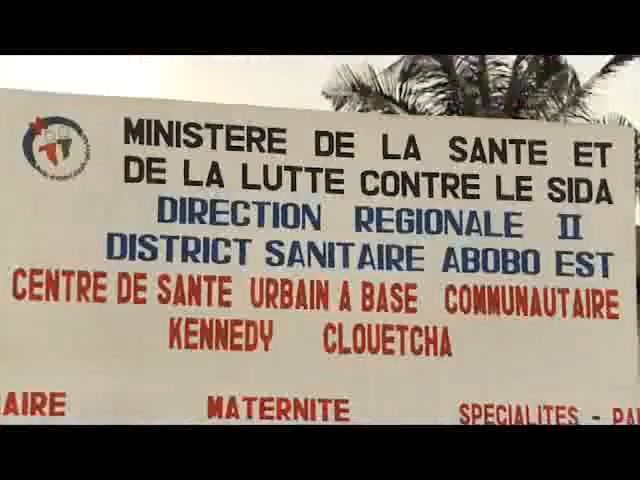 MINISTERE DE LA SANTE ET
DE LA LUTTE CONTRE LE SIDA
DIRECTION REGIONALE II
DISTRICT SANITAIRE ABOBO EST
CENTRE DE SANTE URBAIN A BASE COMMUNAUTAIRE
KENNEDY CLOUETCHA
AIRE MATERNITE SPECIALITES -